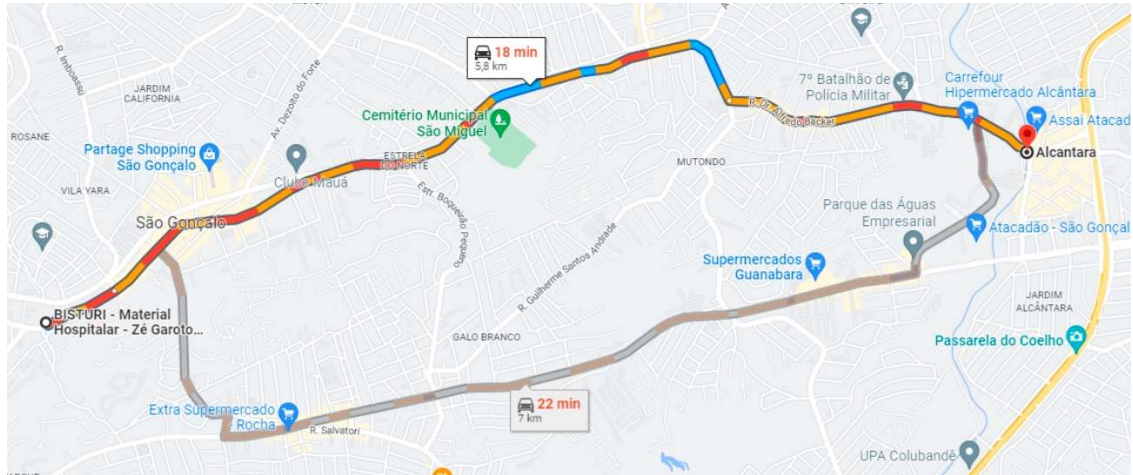 R. Imboassú
JARDIM
CALIFORNIA
ROSANE
Av. Dezoito do Forte
Partage Shopping
São Gonçalo
VILA YARA
Clube Mauá
São Gonçalo
BISTURI - Material
Hospitalar - Zé Garoto...
18 min
5,8 km
Cemitério Municipal
São Miguel
ESTRELA
DO NORTE
Estr. Boqueirão Pequeno
MUTONDO
R. Guilherme Santos Andrade
GALO BRANCO
7º Batalhão de
Polícia Militar
R. Dr. Alfredo Backer
Carrefour
Hipermercado Alcântara
Assaí Atacad
Alcantara
Parque das Águas
Empresarial
Atacadão - São Gonçal
Supermercados
Guanabara
JARDIM
ALCÂNTARA
Passarela do Coelho
22 min
7 km
Extra Supermercado
- Rocha
R. Salvatori
UPA Colubandê